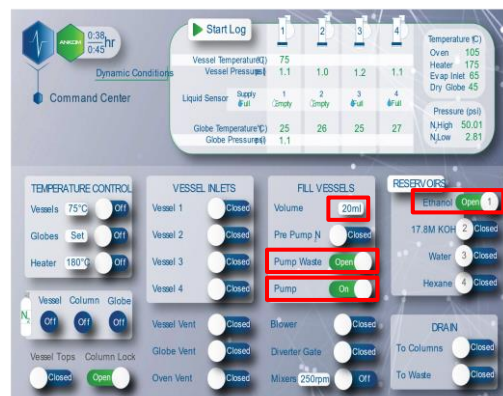 0:38
0:45 hr
ANKOM
Dynamic Conditions
Command Center
Start Log
1 2 3 4
Vessel Temperature(°C) 75
Vessel Pressure(psi) 1.1 1.0 1.2 1.1
Liquid Sensor Supply 1 2 3 4
Full Empty Empty Full Full
Globe Temperature(°C) 25 26 25 27
Globe Pressure(psi) 1.1
Temperature (°C)
Oven 105
Heater 175
Evap Inlet 65
Dry Globe 45
Pressure (psi)
N₂High 50.01
N₂Low 2.81
TEMPERATURE CONTROL
Vessels 75°C Off
Globes Set Off
Heater 180°C Off
N₂
Vessel Column Globe
Off Off Off
Vessel Tops Column Lock
Closed Open
VESSEL INLETS
Vessel 1 Closed
Vessel 2 Closed
Vessel 3 Closed
Vessel 4 Closed
Vessel Vent Closed
Globe Vent Closed
Oven Vent Closed
FILL VESSELS
Volume 20ml
Pre Pump N₂ Closed
Pump Waste Open
Pump On
Blower Closed
Diverter Gate Closed
Mixers 250rpm Off
RESERVOIRS
Ethanol Open 1
17.8M KOH 2 Closed
Water 3 Closed
Hexane 4 Closed
DRAIN
To Columns Closed
To Waste Closed